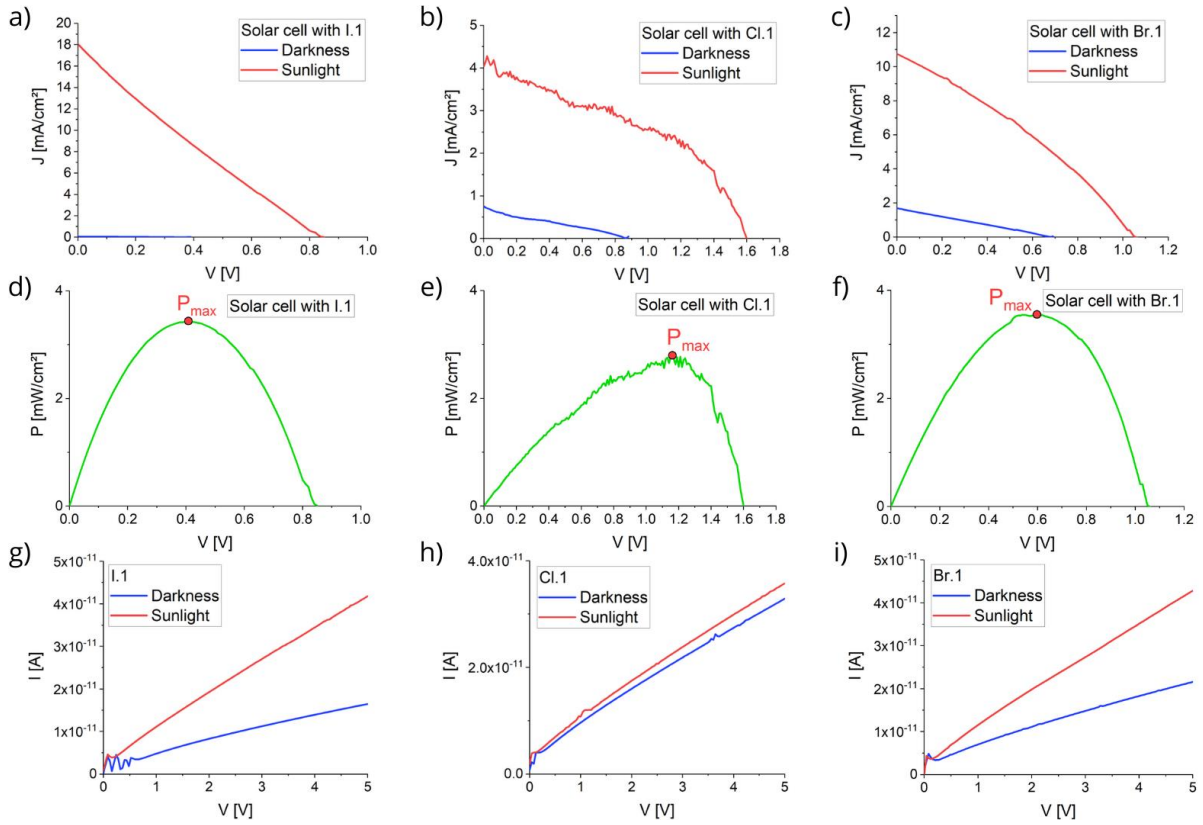 a)
Solar cell with I.1
Darkness
Sunlight
J [mA/cm²]
20
18
16
14
12
10
8
6
4
2
0
0.0 0.2 0.4 0.6 0.8 1.0
V [V]
b)
Solar cell with Cl.1
Darkness
Sunlight
J [mA/cm²]
5
4
3
2
1
0
0.0 0.2 0.4 0.6 0.8 1.0 1.2 1.4 1.6 1.8
V [V]
c)
Solar cell with Br.1
Darkness
Sunlight
J [mA/cm²]
12
10
8
6
4
2
0
0.0 0.2 0.4 0.6 0.8 1.0 1.2
V [V]
d)
Pmax
Solar cell with I.1
P [mW/cm²]
4
2
0
0.0 0.2 0.4 0.6 0.8 1.0
V [V]
e)
Solar cell with Cl.1
Pmax
P [mW/cm²]
4
2
0
0.0 0.2 0.4 0.6 0.8 1.0 1.2 1.4 1.6 1.8
V [V]
f)
Pmax
Solar cell with Br.1
P [mW/cm²]
4
2
0
0.0 0.2 0.4 0.6 0.8 1.0 1.2
V [V]
g)
I.1
Darkness
Sunlight
I [A]
5x10⁻¹¹
4x10⁻¹¹
3x10⁻¹¹
2x10⁻¹¹
1x10⁻¹¹
0
0 1 2 3 4 5
V [V]
h)
Cl.1
Darkness
Sunlight
I [A]
4.0x10⁻¹¹
2.0x10⁻¹¹
0.0
0 1 2 3 4 5
V [V]
i)
Br.1
Darkness
Sunlight
I [A]
5x10⁻¹¹
4x10⁻¹¹
3x10⁻¹¹
2x10⁻¹¹
1x10⁻¹¹
0
0 1 2 3 4 5
V [V]